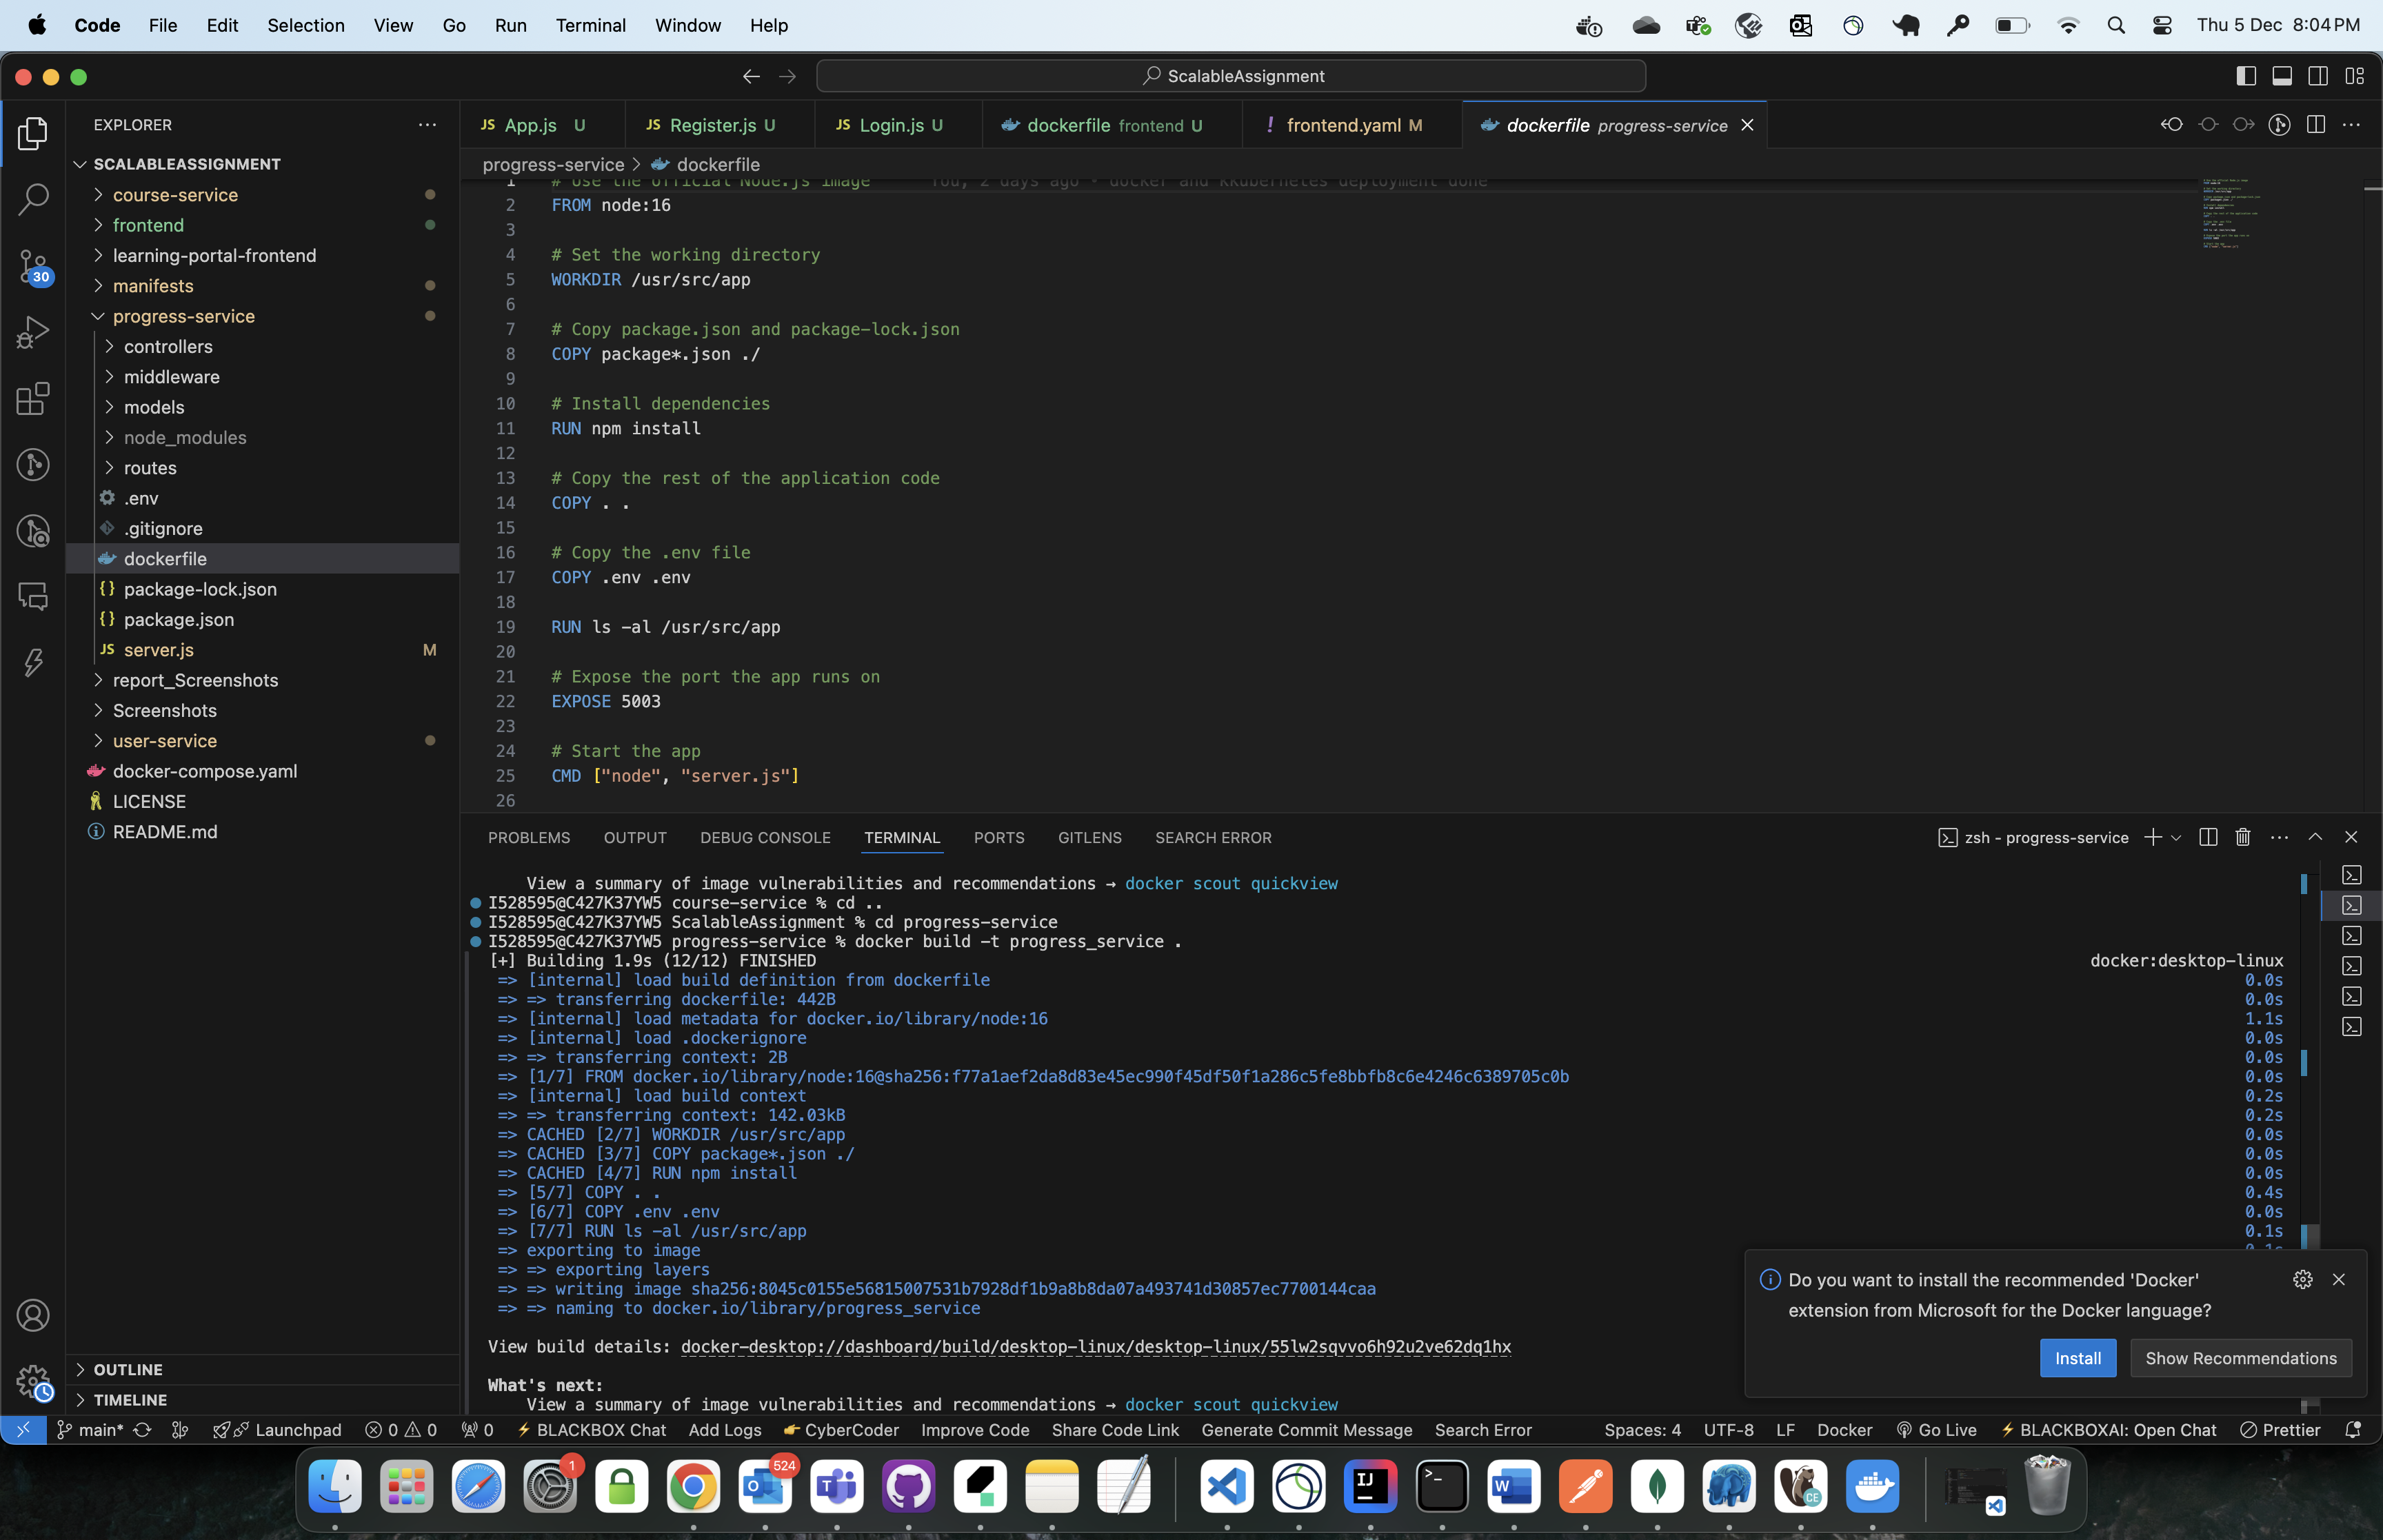 Code File Edit Selection View Go Run Terminal Window Help Thu 5 Dec 8:04 PM
ScalableAssignment
EXPLORER
SCALABLEASSIGNMENT
course-service
frontend
learning-portal-frontend
manifests
progress-service
controllers
middleware
models
node_modules
routes
.env
.gitignore
dockerfile
package-lock.json
package.json
JS server.js M
report_Screenshots
Screenshots
user-service
docker-compose.yaml
LICENSE
README.md
OUTLINE
TIMELINE
30
JS App.js U JS Register.js U JS Login.js U dockerfile frontend U ! frontend.yaml M dockerfile progress-service
progress-service > dockerfile
1 # Use the official Node.js image You, 2 days ago • docker and kkubernetes deployment done
2 FROM node:16
3
4 # Set the working directory
5 WORKDIR /usr/src/app
6
7 # Copy package.json and package-lock.json
8 COPY package*.json ./
9
10 # Install dependencies
11 RUN npm install
12
13 # Copy the rest of the application code
14 COPY . .
15
16 # Copy the .env file
17 COPY .env .env
18
19 RUN ls -al /usr/src/app
20
21 # Expose the port the app runs on
22 EXPOSE 5003
23
24 # Start the app
25 CMD ["node", "server.js"]
26
PROBLEMS OUTPUT DEBUG CONSOLE TERMINAL PORTS GITLENS SEARCH ERROR zsh - progress-service
View a summary of image vulnerabilities and recommendations → docker scout quickview
I528595@C427K37YW5 course-service % cd ..
I528595@C427K37YW5 ScalableAssignment % cd progress-service
I528595@C427K37YW5 progress-service % docker build -t progress_service .
[+] Building 1.9s (12/12) FINISHED docker:desktop-linux
=> [internal] load build definition from dockerfile 0.0s
=> => transferring dockerfile: 442B 0.0s
=> [internal] load metadata for docker.io/library/node:16 1.1s
=> [internal] load .dockerignore 0.0s
=> => transferring context: 2B 0.0s
=> [1/7] FROM docker.io/library/node:16@sha256:f77a1aef2da8d83e45ec990f45df50f1a286c5fe8bbfb8c6e4246c6389705c0b 0.0s
=> [internal] load build context 0.2s
=> => transferring context: 142.03kB 0.2s
=> CACHED [2/7] WORKDIR /usr/src/app 0.0s
=> CACHED [3/7] COPY package*.json ./ 0.0s
=> CACHED [4/7] RUN npm install 0.0s
=> [5/7] COPY . . 0.4s
=> [6/7] COPY .env .env 0.0s
=> [7/7] RUN ls -al /usr/src/app 0.1s
=> exporting to image
=> => exporting layers
=> => writing image sha256:8045c0155e56815007531b7928df1b9a8b8da07a493741d30857ec7700144caa
=> => naming to docker.io/library/progress_service
View build details: docker-desktop://dashboard/build/desktop-linux/desktop-linux/55lw2sqvvo6h92u2ve62dq1hx
What's next:
View a summary of image vulnerabilities and recommendations → docker scout quickview
Do you want to install the recommended 'Docker'
extension from Microsoft for the Docker language?
Install Show Recommendations
main* Launchpad 0 0 0 BLACKBOX Chat Add Logs CyberCoder Improve Code Share Code Link Generate Commit Message Search Error Spaces: 4 UTF-8 LF Docker Go Live BLACKBOXAI: Open Chat Prettier
1 524